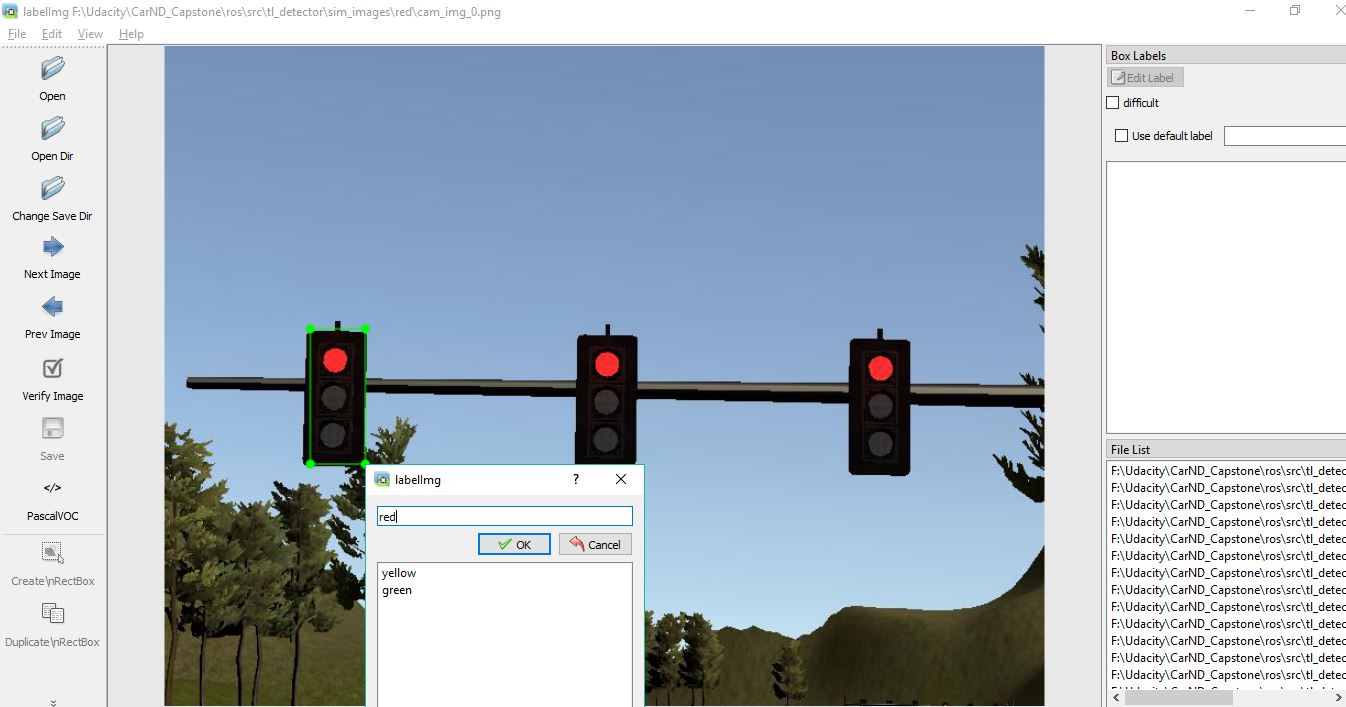 labelImg F:\Udacity\CarND_Capstone\ros\src\tl_detector\sim_images\red\cam_img_0.png
File Edit View Help
Open
Open Dir
Change Save Dir
Next Image
Prev Image
Verify Image
Save
</>
PascalVOC
Create\nRectBox
Duplicate\nRectBox
labelImg
?
red
OK Cancel
yellow
green
Box Labels
Edit Label
difficult
Use default label
File List
F:\Udacity\CarND_Capstone\ros\src\tl_detec
F:\Udacity\CarND_Capstone\ros\src\tl_detec
F:\Udacity\CarND_Capstone\ros\src\tl_detec
F:\Udacity\CarND_Capstone\ros\src\tl_detec
F:\Udacity\CarND_Capstone\ros\src\tl_detec
F:\Udacity\CarND_Capstone\ros\src\tl_detec
F:\Udacity\CarND_Capstone\ros\src\tl_detec
F:\Udacity\CarND_Capstone\ros\src\tl_detec
F:\Udacity\CarND_Capstone\ros\src\tl_detec
F:\Udacity\CarND_Capstone\ros\src\tl_detec
F:\Udacity\CarND_Capstone\ros\src\tl_detec
F:\Udacity\CarND_Capstone\ros\src\tl_detec
F:\Udacity\CarND_Capstone\ros\src\tl_detec